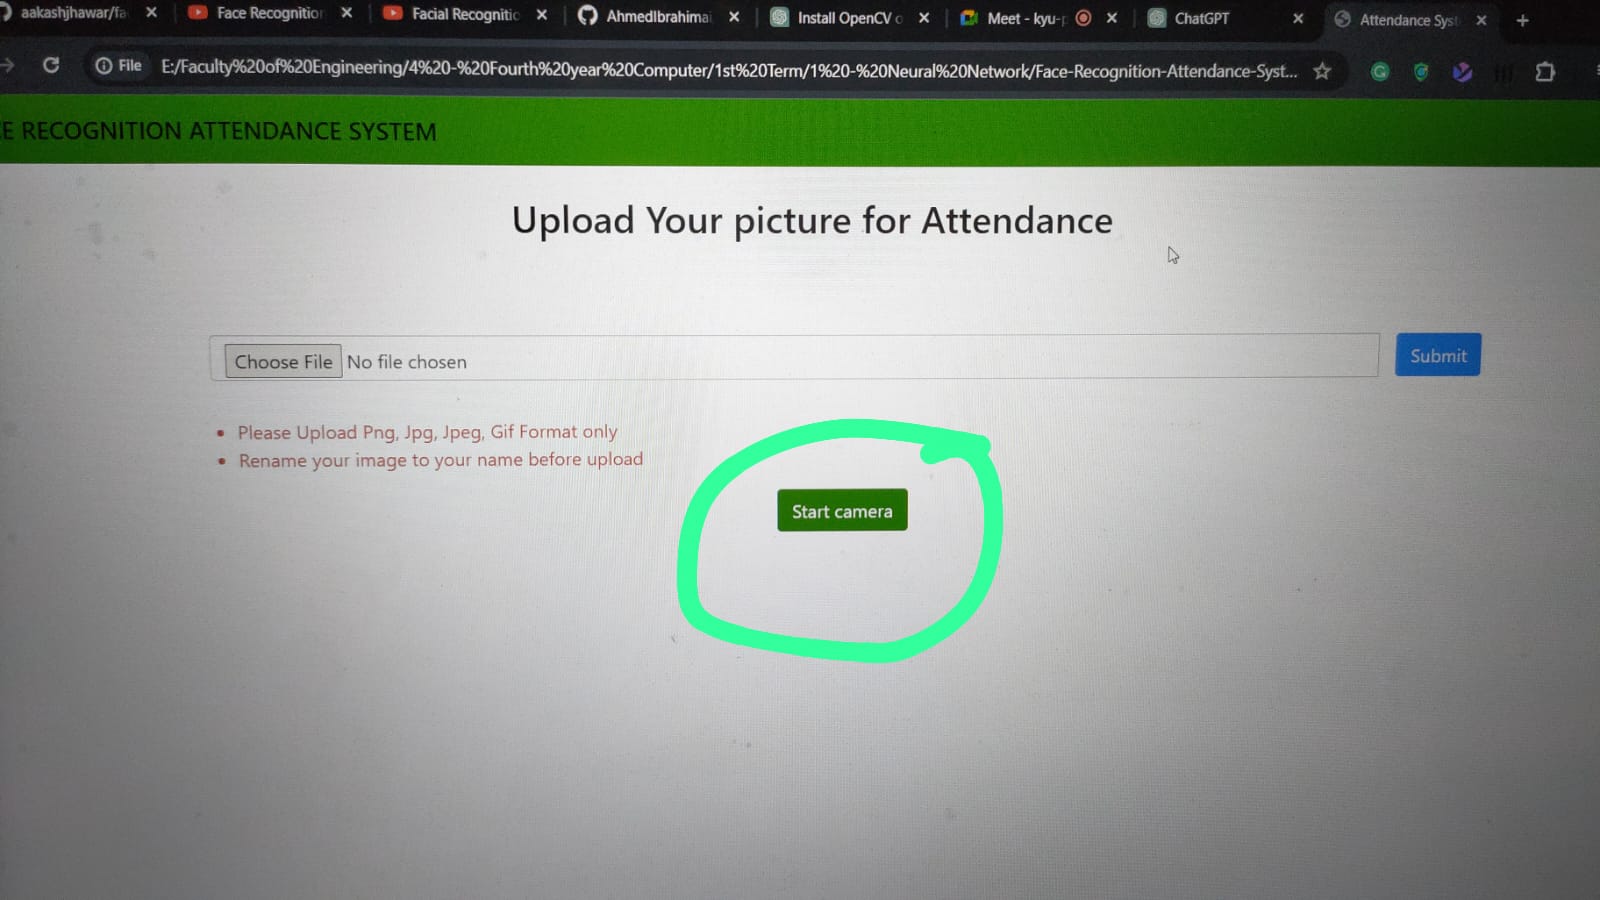 aakashjhawar/fa
Face Recognition
Facial Recognitio
AhmedIbrahimai
Install OpenCV o
Meet - kyu-p
ChatGPT
Attendance Syst
File
E:/Faculty%20of%20Engineering/4%20-%20Fourth%20year%20Computer/1st%20Term/1%20-%20Neural%20Network/Face-Recognition-Attendance-Syst...
CE RECOGNITION ATTENDANCE SYSTEM
Upload Your picture for Attendance
Choose File No file chosen
Submit
Please Upload Png, Jpg, Jpeg, Gif Format only
Rename your image to your name before upload
Start camera